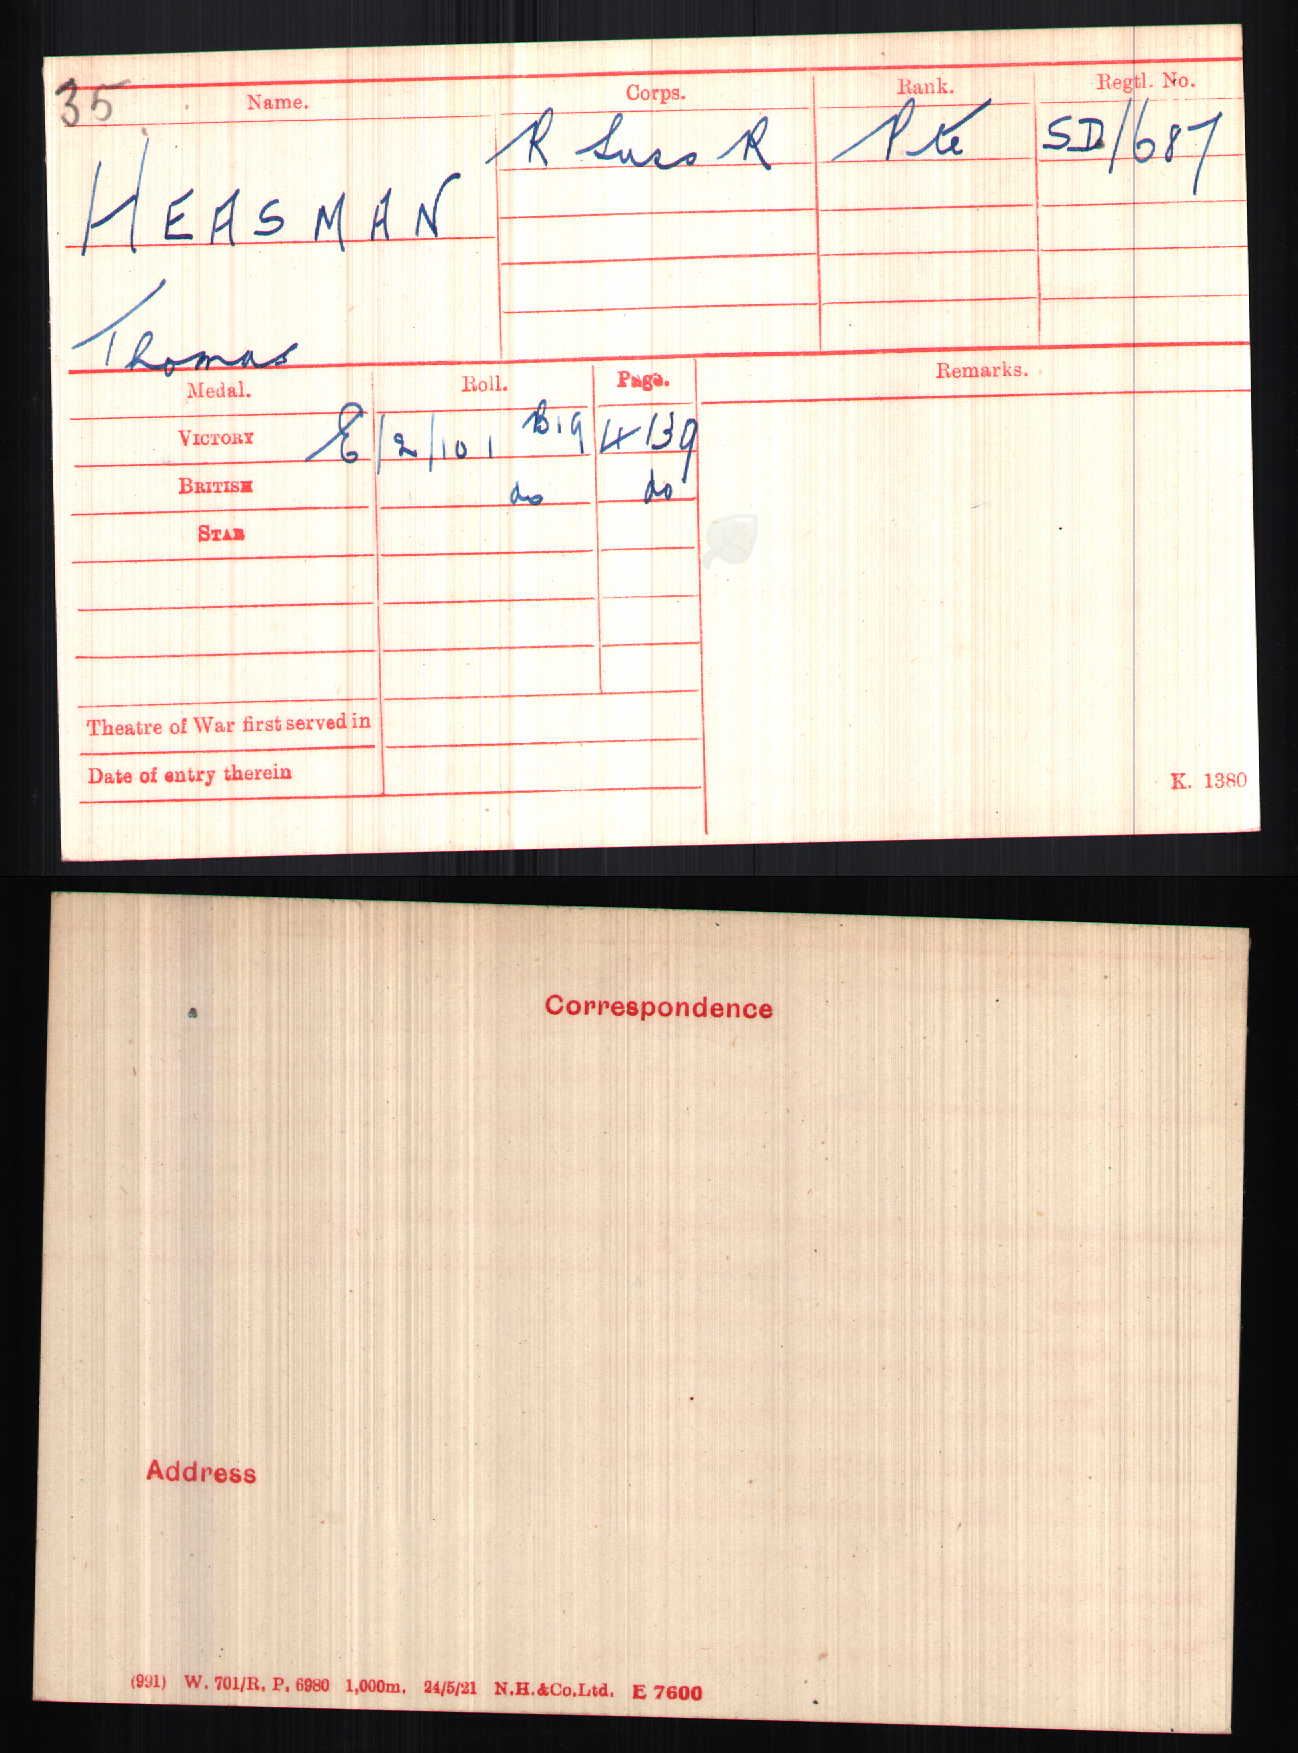 35
Name. Corps. Rank. Regtl. No.
R Suss R Pte SD/687
HEASMAN
Thomas
Medal. Roll. Page. Remarks.
VICTORY E/2/101 B19 4139
BRITISH do do
STAR
Theatre of War first served in
Date of entry therein
K. 1380
Correspondence
Address
(991) W. 701/R. P. 6980 1,000m. 24/5/21 N.H.&Co.Ltd. E 7600